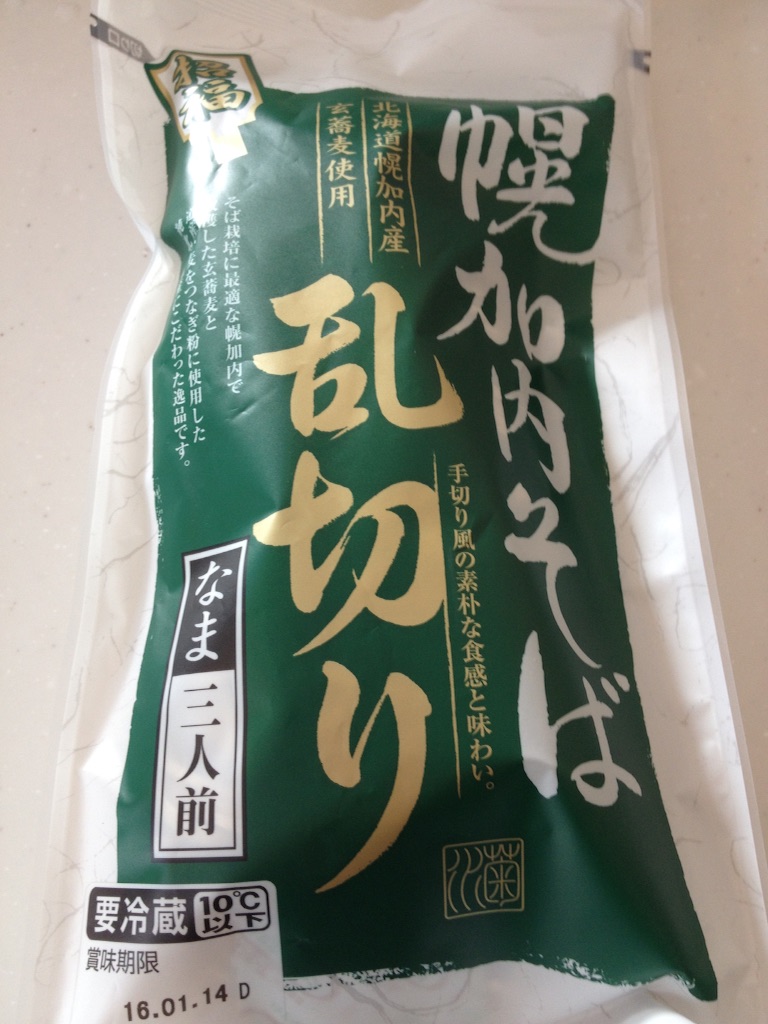 幌加内そば
北海道幌加内産
玄蕎麦使用
乱切り
手切り風の素朴な食感と味わい。
招福
そば栽培に最適な幌加内で
した玄蕎麦と
をつなぎ粉に使用した
こだわった逸品です。
なま 三人前
菊水
要冷蔵 10℃以下
賞味期限
16.01.14 D